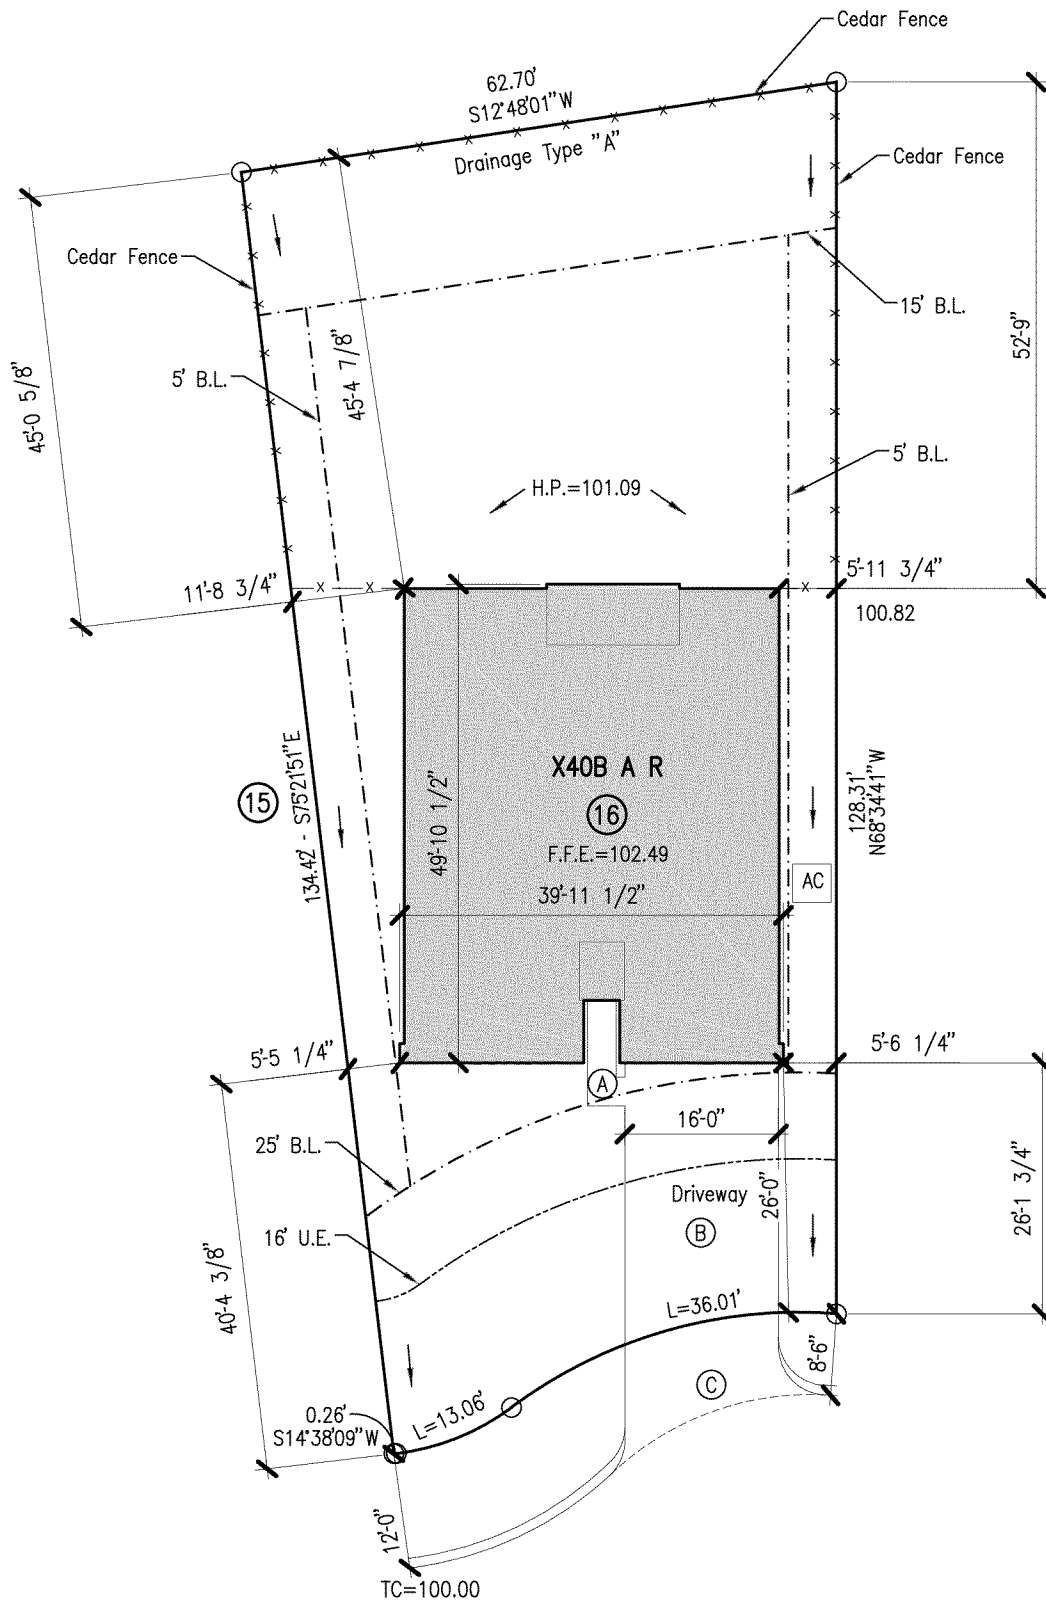 Cedar Fence
62.70'
S12°48'01"W
Drainage Type "A"
Cedar Fence
Cedar Fence
15' B.L.
52'-9"
45'-0 5/8"
45'-4 7/8"
5' B.L.
5' B.L.
H.P.=101.09
11'-8 3/4"
5'-11 3/4"
100.82
X40B A R
15
134.42' - S75°21'51"E
49'-10 1/2"
16
F.F.E.=102.49
128.31'
N68°34'41"W
AC
39'-11 1/2"
5'-5 1/4"
5'-6 1/4"
A
16'-0"
25' B.L.
Driveway
26'-0"
26'-1 3/4"
16' U.E.
B
40'-4 3/8"
L=36.01'
8'-6"
C
0.26'
S14°38'09"W
L=13.06'
12'-0"
TC=100.00